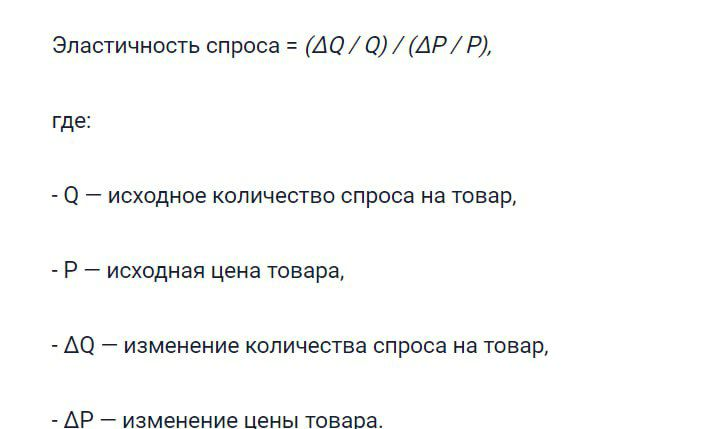 Эластичность спроса = (ΔQ / Q) / (ΔP / P),
где:
- Q — исходное количество спроса на товар,
- P — исходная цена товара,
- ΔQ — изменение количества спроса на товар,
- ΔP — изменение цены товара.